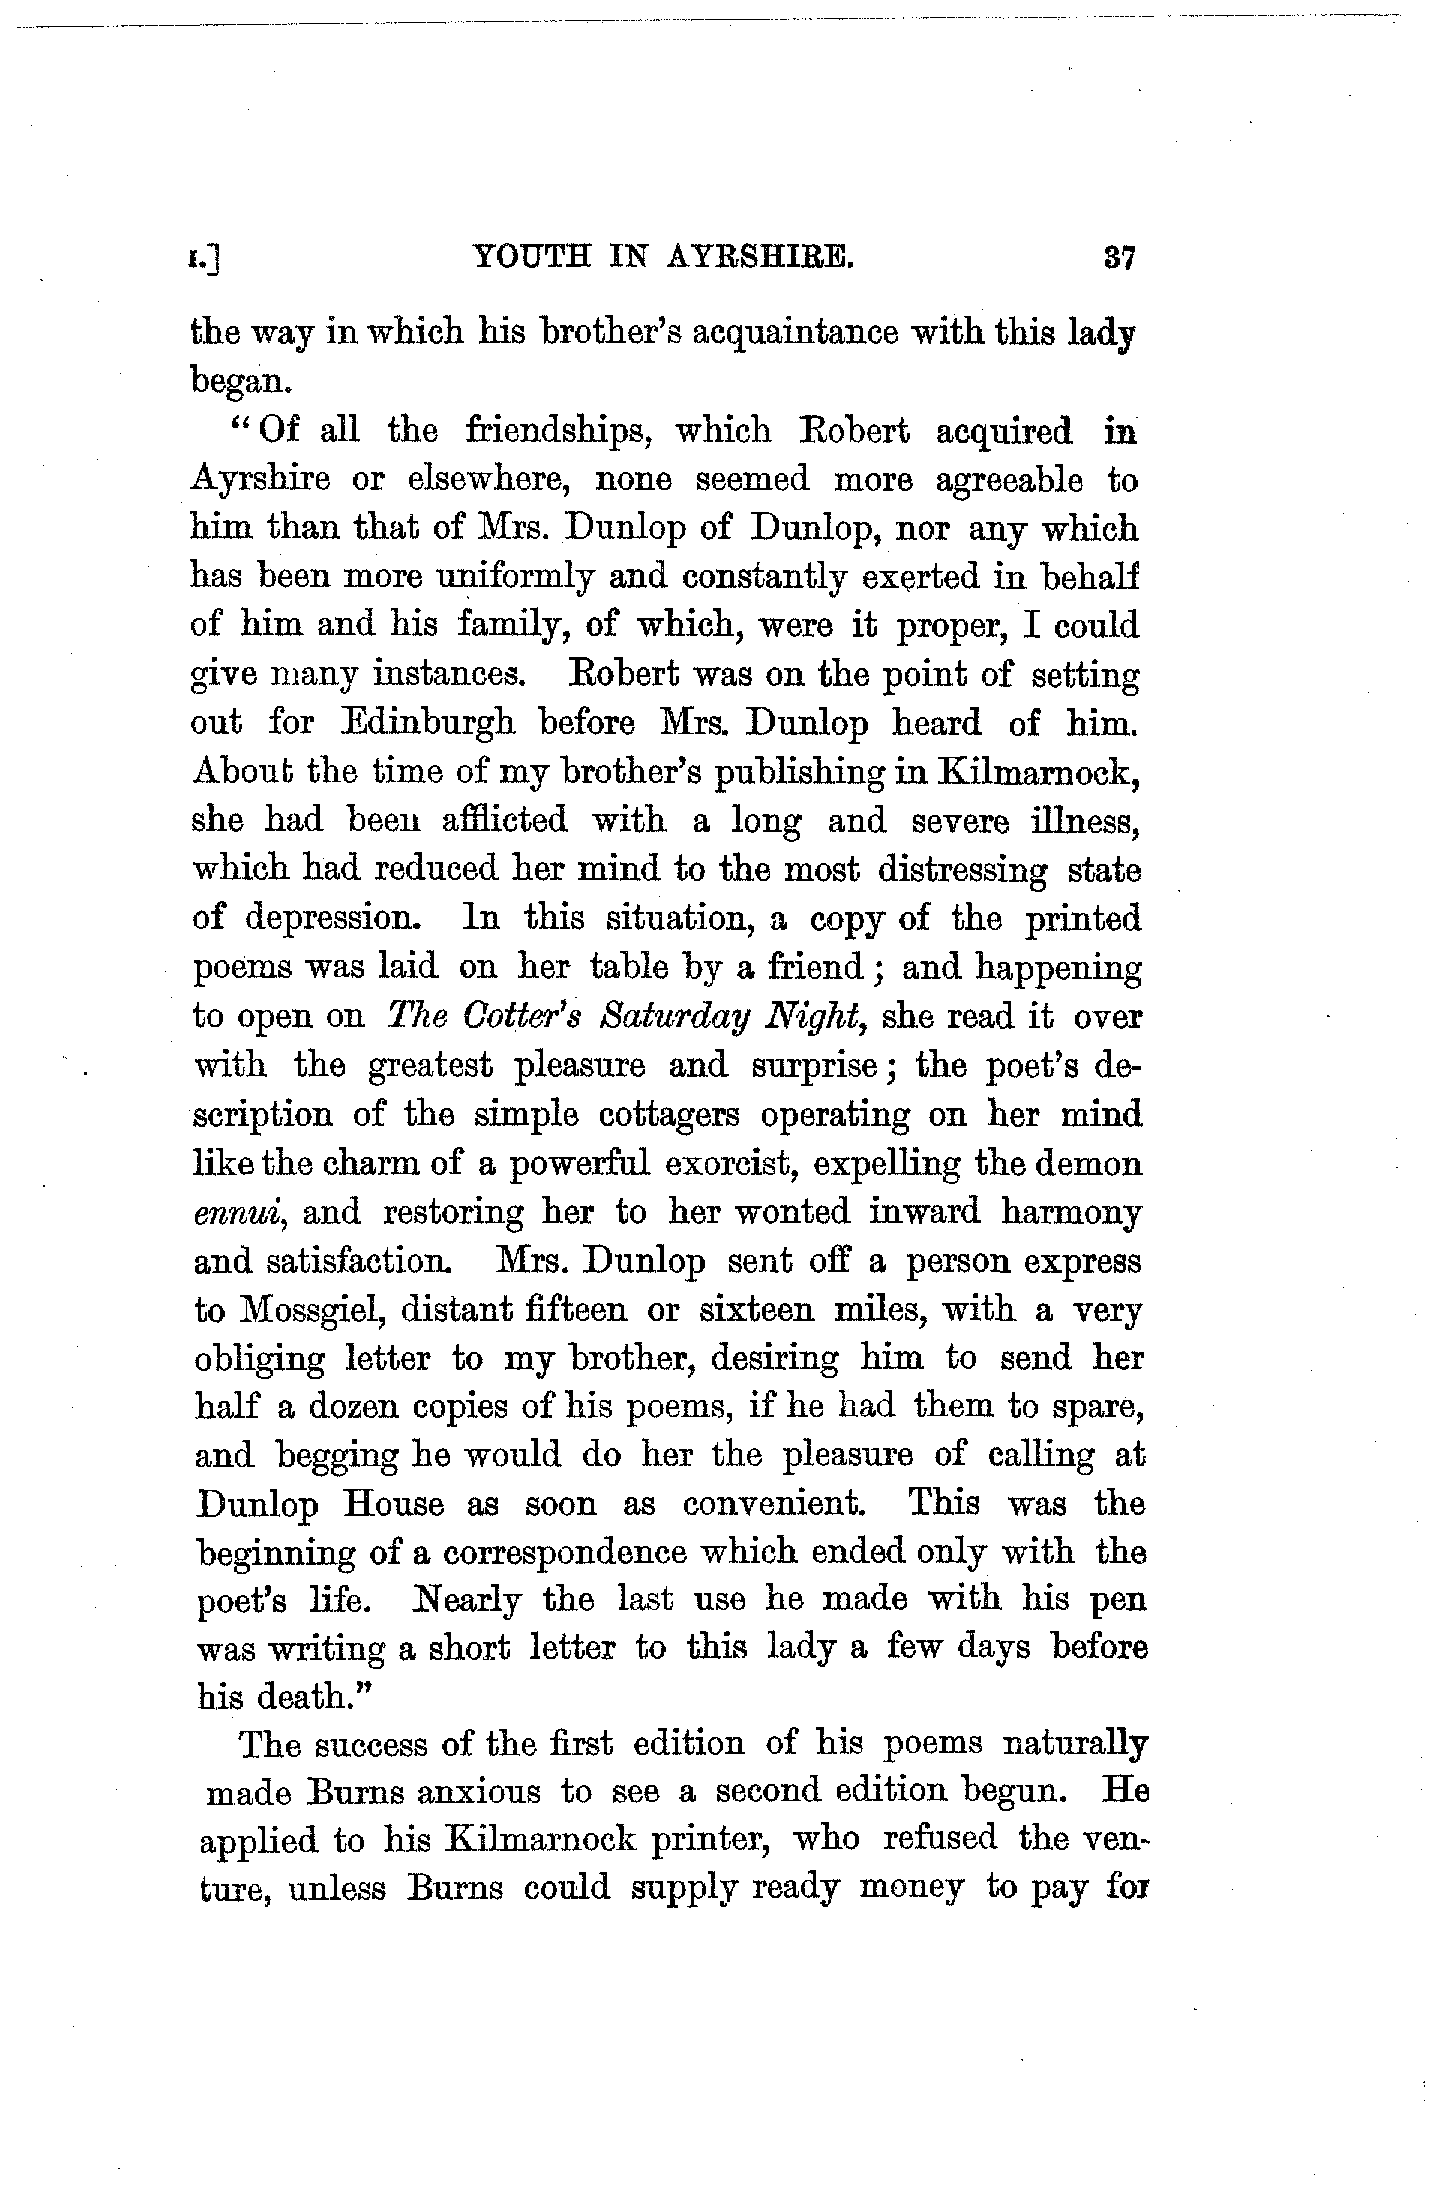 I.] YOUTH IN AYRSHIRE. 37
the way in which his brother's acquaintance with this lady
began.
"Of all the friendships, which Robert acquired in
Ayrshire or elsewhere, none seemed more agreeable to
him than that of Mrs. Dunlop of Dunlop, nor any which
has been more uniformly and constantly exerted in behalf
of him and his family, of which, were it proper, I could
give many instances. Robert was on the point of setting
out for Edinburgh before Mrs. Dunlop heard of him.
About the time of my brother's publishing in Kilmarnock,
she had been afflicted with a long and severe illness,
which had reduced her mind to the most distressing state
of depression. In this situation, a copy of the printed
poems was laid on her table by a friend; and happening
to open on The Cotter's Saturday Night, she read it over
with the greatest pleasure and surprise; the poet's de-
scription of the simple cottagers operating on her mind
like the charm of a powerful exorcist, expelling the demon
ennui, and restoring her to her wonted inward harmony
and satisfaction. Mrs. Dunlop sent off a person express
to Mossgiel, distant fifteen or sixteen miles, with a very
obliging letter to my brother, desiring him to send her
half a dozen copies of his poems, if he had them to spare,
and begging he would do her the pleasure of calling at
Dunlop House as soon as convenient. This was the
beginning of a correspondence which ended only with the
poet's life. Nearly the last use he made with his pen
was writing a short letter to this lady a few days before
his death."
The success of the first edition of his poems naturally
made Burns anxious to see a second edition begun. He
applied to his Kilmarnock printer, who refused the ven-
ture, unless Burns could supply ready money to pay for